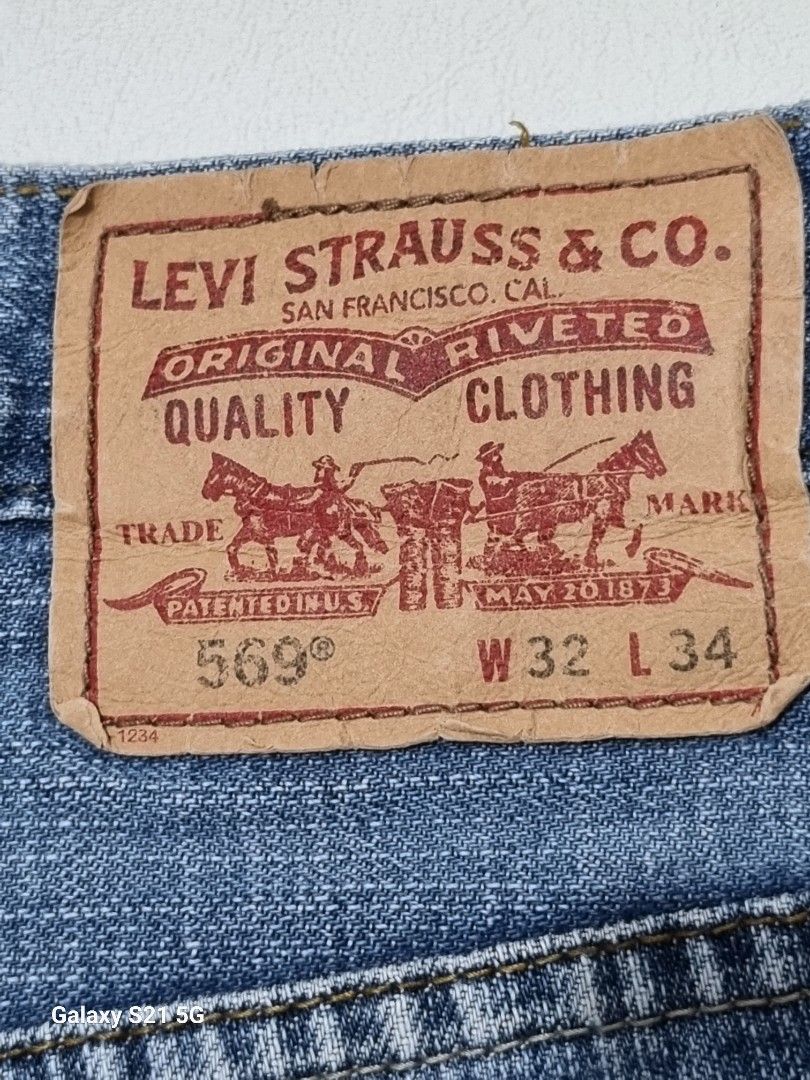 LEVI STRAUSS & CO.
SAN FRANCISCO. CAL.
ORIGINAL RIVETED
QUALITY CLOTHING
TRADE MARK
PATENTED IN U.S. MAY 20 1873
569® W 32 L 34
1234
Galaxy S21 5G